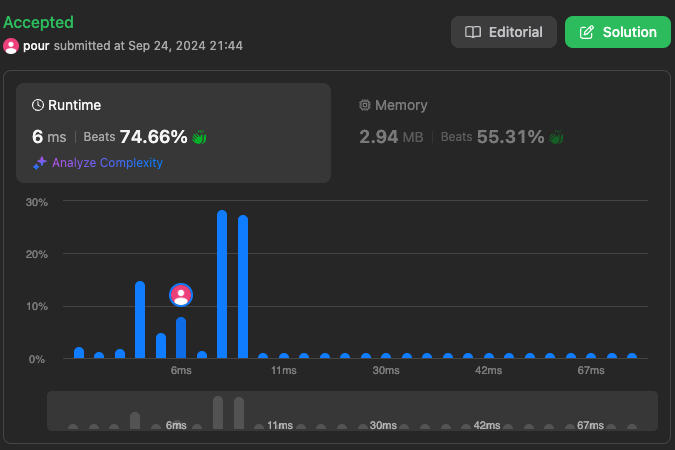 Accepted
pour submitted at Sep 24, 2024 21:44
Editorial
Solution
Runtime
6 ms | Beats 74.66%
Analyze Complexity
Memory
2.94 MB | Beats 55.31%
30%
20%
10%
0%
6ms 11ms 30ms 42ms 67ms
6ms 11ms 30ms 42ms 67ms